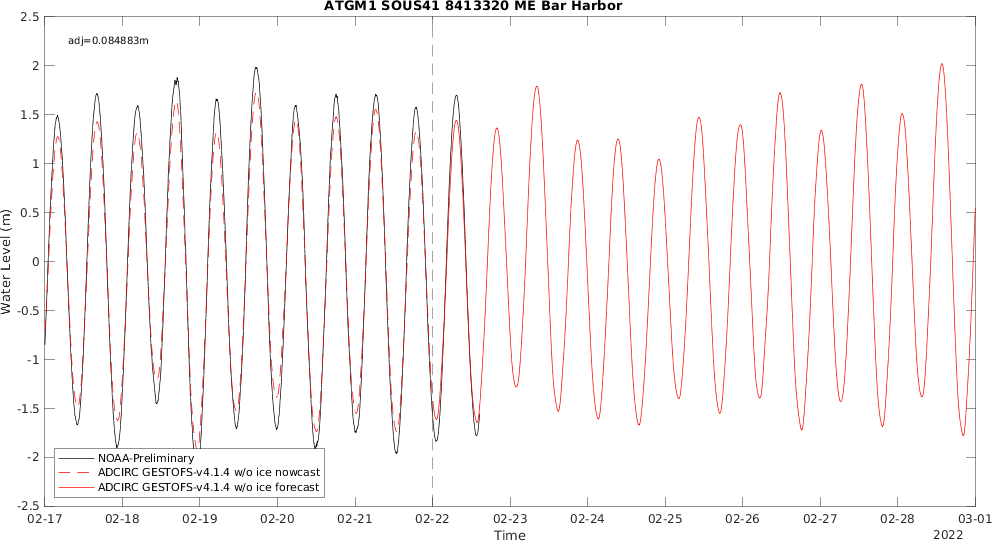 ATGM1 SOUS41 8413320 ME Bar Harbor
adj=0.084883m
2.5
2
1.5
1
0.5
0
-0.5
-1
-1.5
-2
-2.5
Water Level (m)
NOAA-Preliminary
ADCIRC GESTOFS-v4.1.4 w/o ice nowcast
ADCIRC GESTOFS-v4.1.4 w/o ice forecast
02-17 02-18 02-19 02-20 02-21 02-22 02-23 02-24 02-25 02-26 02-27 02-28 03-01
Time
2022